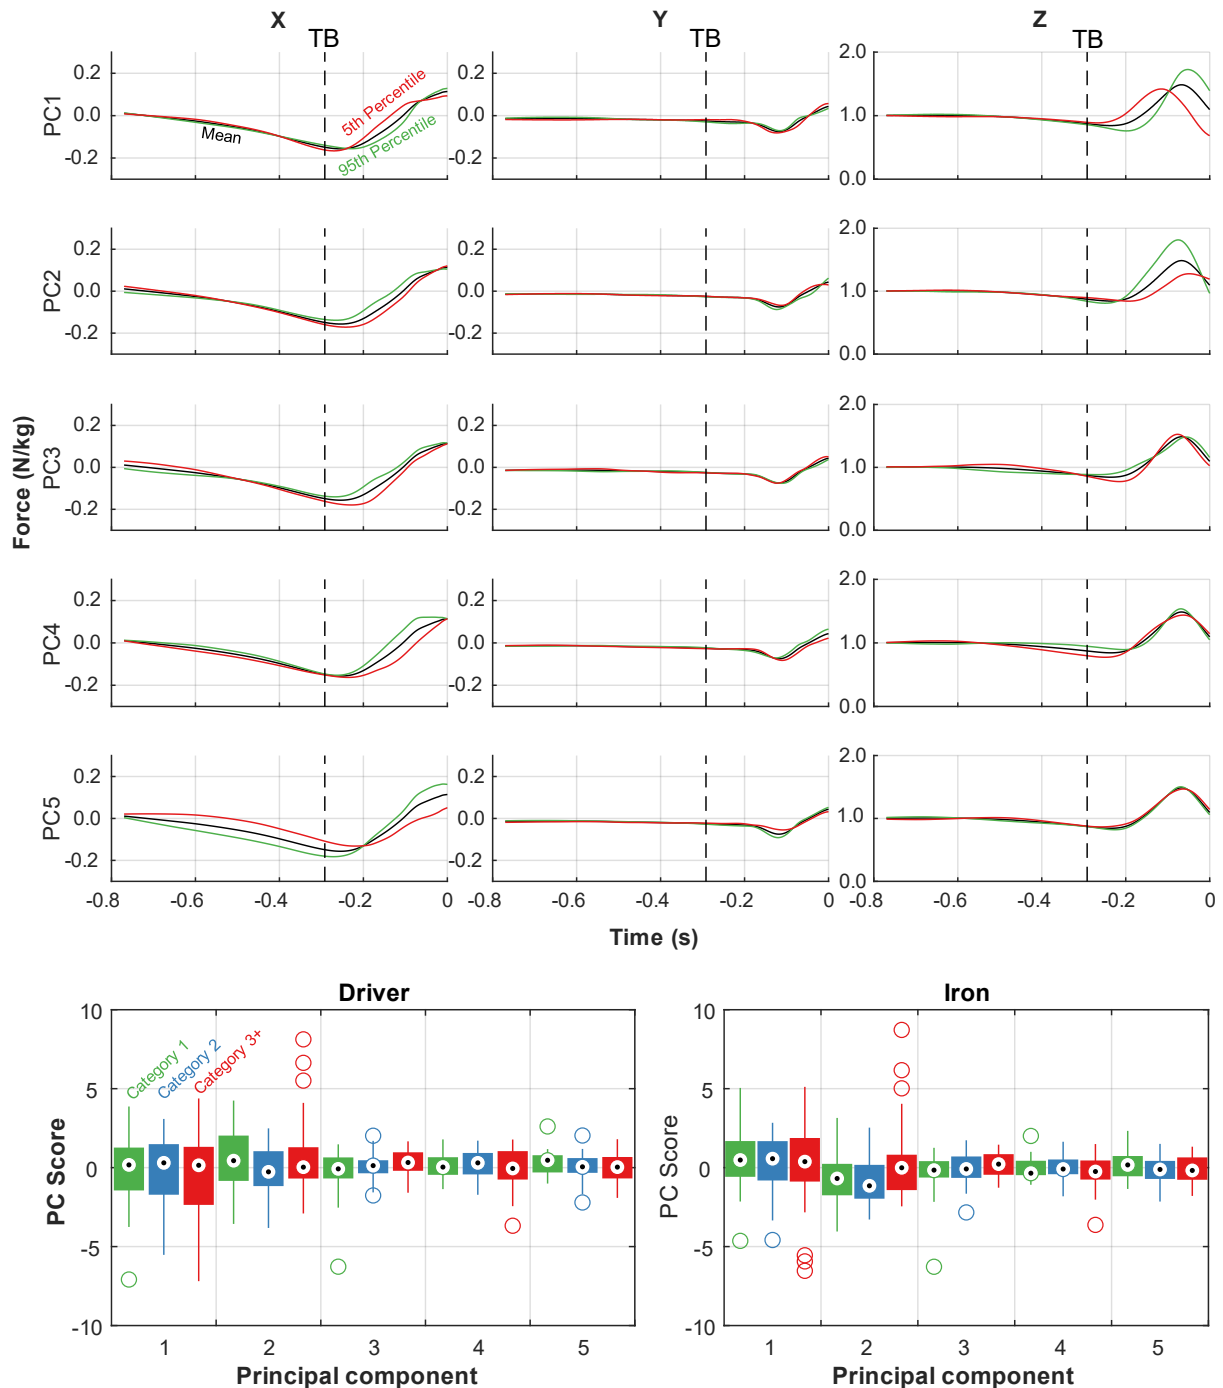 X
Y
Z
TB
TB
TB
PC1
0.2
0.0
-0.2
Mean
5th Percentile
95th Percentile
0.2
0.0
-0.2
2.0
1.0
0.0
PC2
0.2
0.0
-0.2
0.2
0.0
-0.2
2.0
1.0
0.0
Force (N/kg)
PC3
0.2
0.0
-0.2
0.2
0.0
-0.2
2.0
1.0
0.0
PC4
0.2
0.0
-0.2
0.2
0.0
-0.2
2.0
1.0
0.0
PC5
0.2
0.0
-0.2
0.2
0.0
-0.2
2.0
1.0
0.0
-0.8 -0.6 -0.4 -0.2 0
-0.8 -0.6 -0.4 -0.2 0
-0.8 -0.6 -0.4 -0.2 0
Time (s)
Driver
PC Score
10
5
0
-5
-10
Category 1
Category 2
Category 3+
1 2 3 4 5
Principal component
Iron
PC Score
10
5
0
-5
-10
1 2 3 4 5
Principal component